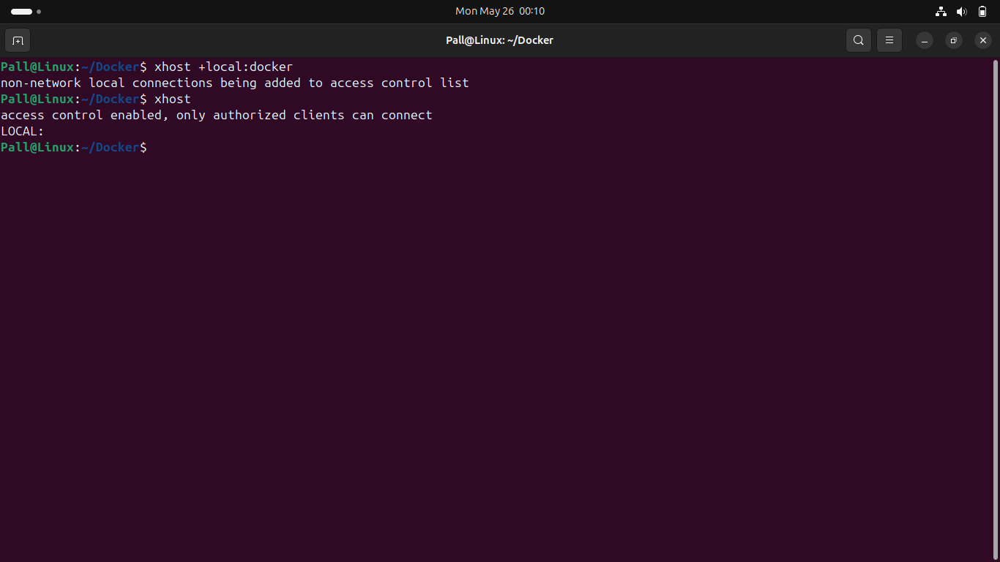 Mon May 26 00:10
Pall@Linux: ~/Docker
Pall@Linux:~/Docker$ xhost +local:docker
non-network local connections being added to access control list
Pall@Linux:~/Docker$ xhost
access control enabled, only authorized clients can connect
LOCAL:
Pall@Linux:~/Docker$